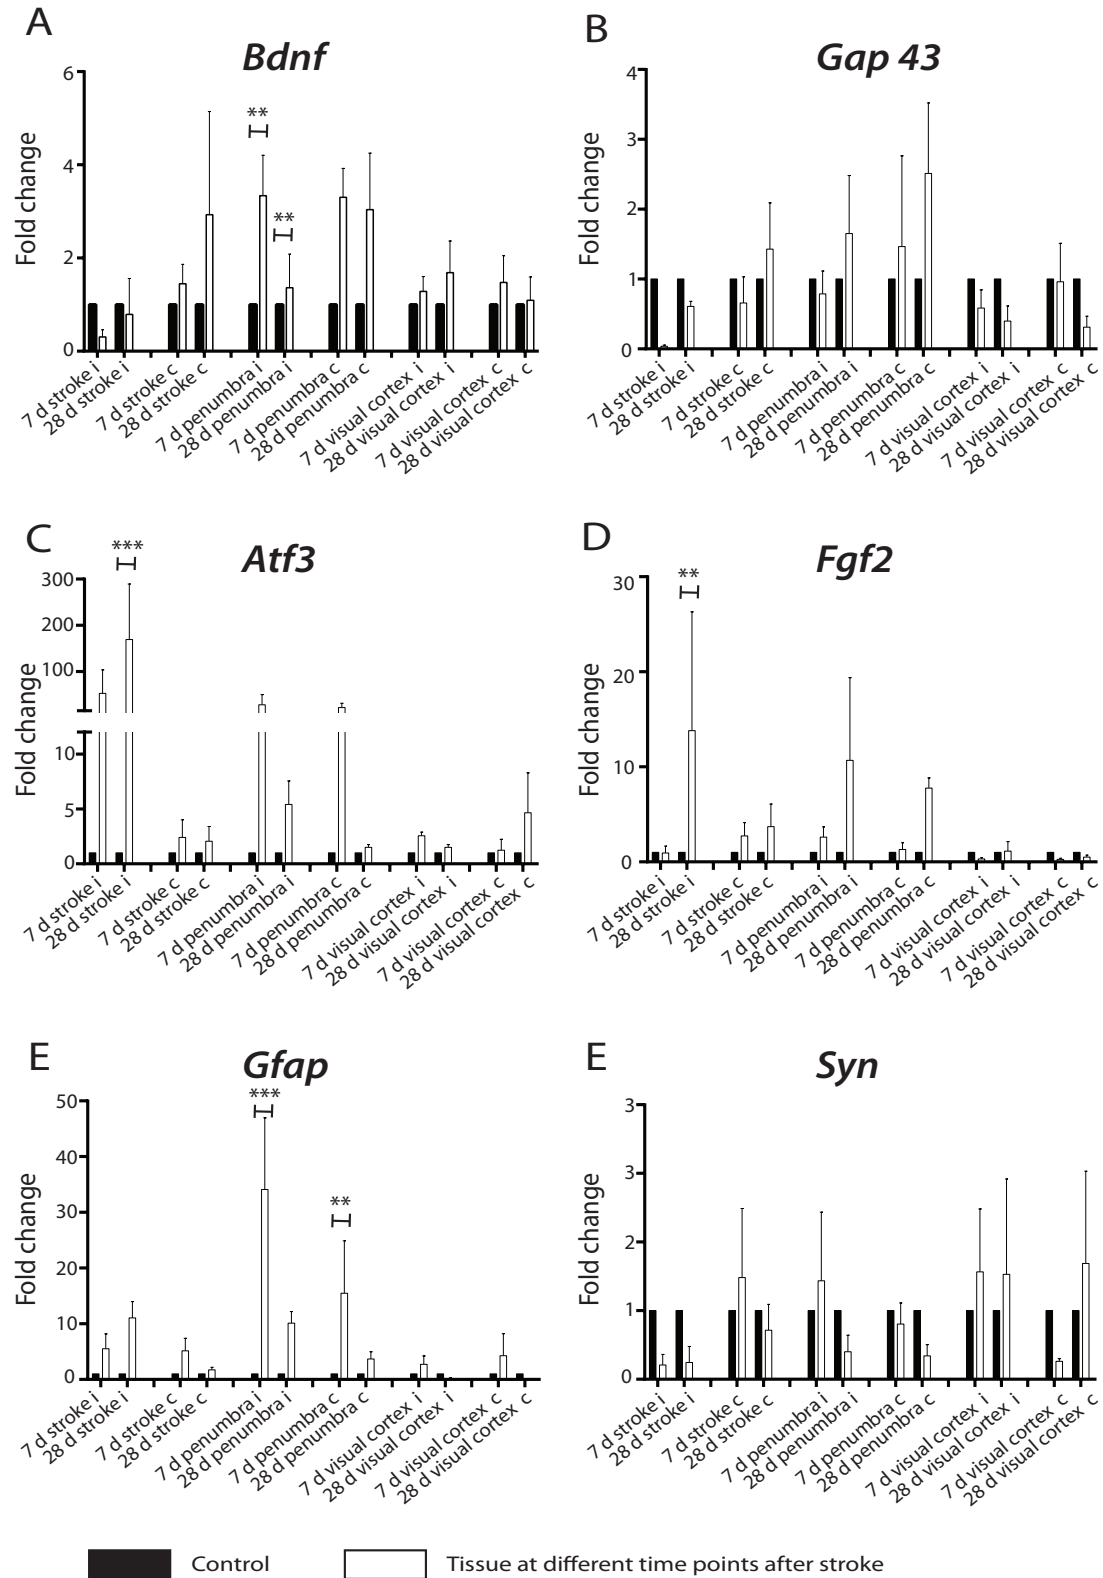 A
Bdnf
Fold change
6
4
2
0
**
**
7 d stroke i
28 d stroke i
7 d stroke c
28 d stroke c
7 d penumbra i
28 d penumbra i
7 d penumbra c
28 d penumbra c
7 d visual cortex i
28 d visual cortex i
7 d visual cortex c
28 d visual cortex c
B
Gap 43
Fold change
4
3
2
1
0
7 d stroke i
28 d stroke i
7 d stroke c
28 d stroke c
7 d penumbra i
28 d penumbra i
7 d penumbra c
28 d penumbra c
7 d visual cortex i
28 d visual cortex i
7 d visual cortex c
28 d visual cortex c
C
Atf3
Fold change
300
200
100
10
5
0
***
7 d stroke i
28 d stroke i
7 d stroke c
28 d stroke c
7 d penumbra i
28 d penumbra i
7 d penumbra c
28 d penumbra c
7 d visual cortex i
28 d visual cortex i
7 d visual cortex c
28 d visual cortex c
D
Fgf2
Fold change
30
20
10
0
**
7 d stroke i
28 d stroke i
7 d stroke c
28 d stroke c
7 d penumbra i
28 d penumbra i
7 d penumbra c
28 d penumbra c
7 d visual cortex i
28 d visual cortex i
7 d visual cortex c
28 d visual cortex c
E
Gfap
Fold change
50
40
30
20
10
0
***
**
7 d stroke i
28 d stroke i
7 d stroke c
28 d stroke c
7 d penumbra i
28 d penumbra i
7 d penumbra c
28 d penumbra c
7 d visual cortex i
28 d visual cortex i
7 d visual cortex c
28 d visual cortex c
E
Syn
Fold change
3
3
2
1
0
7 d stroke i
28 d stroke i
7 d stroke c
28 d stroke c
7 d penumbra i
28 d penumbra i
7 d penumbra c
28 d penumbra c
7 d visual cortex i
28 d visual cortex i
7 d visual cortex c
28 d visual cortex c
Control
Tissue at different time points after stroke